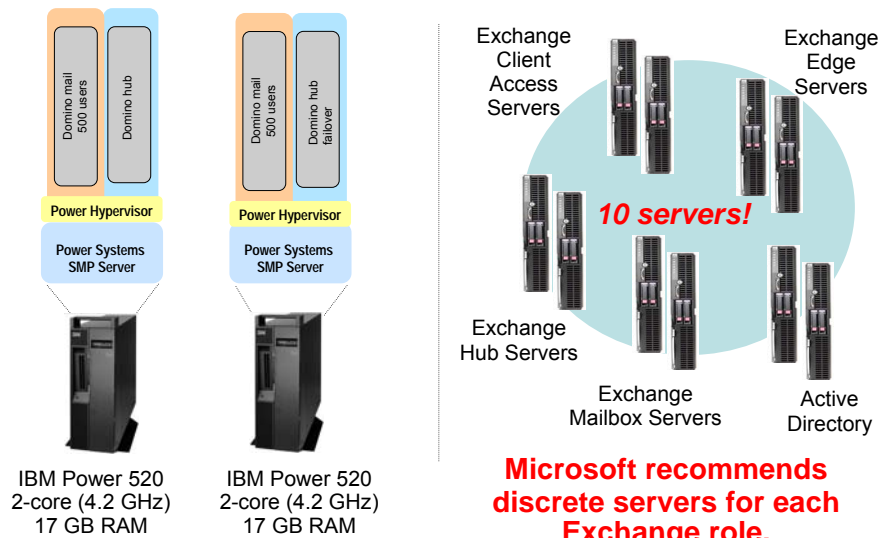 Domino mail
500 users
Domino hub
Power Hypervisor
Power Systems
SMP Server
IBM Power 520
2-core (4.2 GHz)
17 GB RAM
Domino mail
500 users
Domino hub
failover
Power Hypervisor
Power Systems
SMP Server
IBM Power 520
2-core (4.2 GHz)
17 GB RAM
Exchange
Client
Access
Servers
Exchange
Edge
Servers
10 servers!
Exchange
Hub Servers
Exchange
Mailbox Servers
Active
Directory
Microsoft recommends
discrete servers for each
Exchange role.